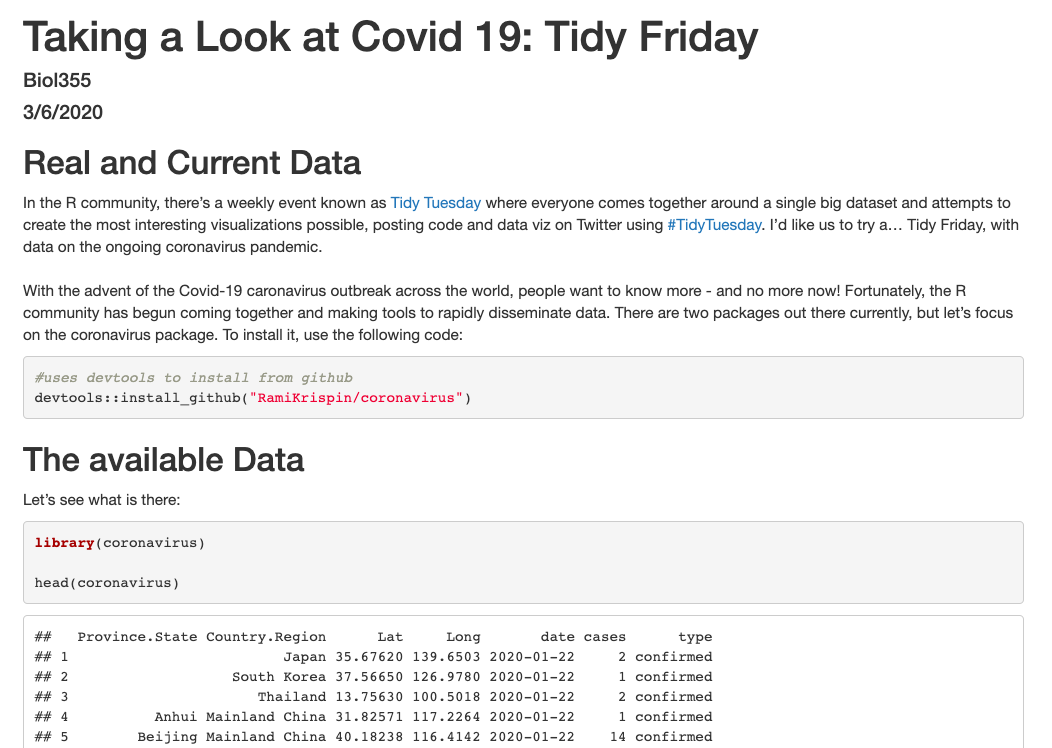 Taking a Look at Covid 19: Tidy Friday
Biol355
3/6/2020
Real and Current Data
In the R community, there’s a weekly event known as Tidy Tuesday where everyone comes together around a single big dataset and attempts to
create the most interesting visualizations possible, posting code and data viz on Twitter using #TidyTuesday. I’d like us to try a… Tidy Friday, with
data on the ongoing coronavirus pandemic.
With the advent of the Covid-19 caronavirus outbreak across the world, people want to know more - and no more now! Fortunately, the R
community has begun coming together and making tools to rapidly disseminate data. There are two packages out there currently, but let’s focus
on the coronavirus package. To install it, use the following code:
#uses devtools to install from github
devtools::install_github("RamiKrispin/coronavirus")
The available Data
Let’s see what is there:
library(coronavirus)
head(coronavirus)
##   Province.State Country.Region      Lat     Long       date cases      type
## 1                         Japan 35.67620 139.6503 2020-01-22     2 confirmed
## 2                   South Korea 37.56650 126.9780 2020-01-22     1 confirmed
## 3                      Thailand 13.75630 100.5018 2020-01-22     2 confirmed
## 4          Anhui Mainland China 31.82571 117.2264 2020-01-22     1 confirmed
## 5        Beijing Mainland China 40.18238 116.4142 2020-01-22    14 confirmed